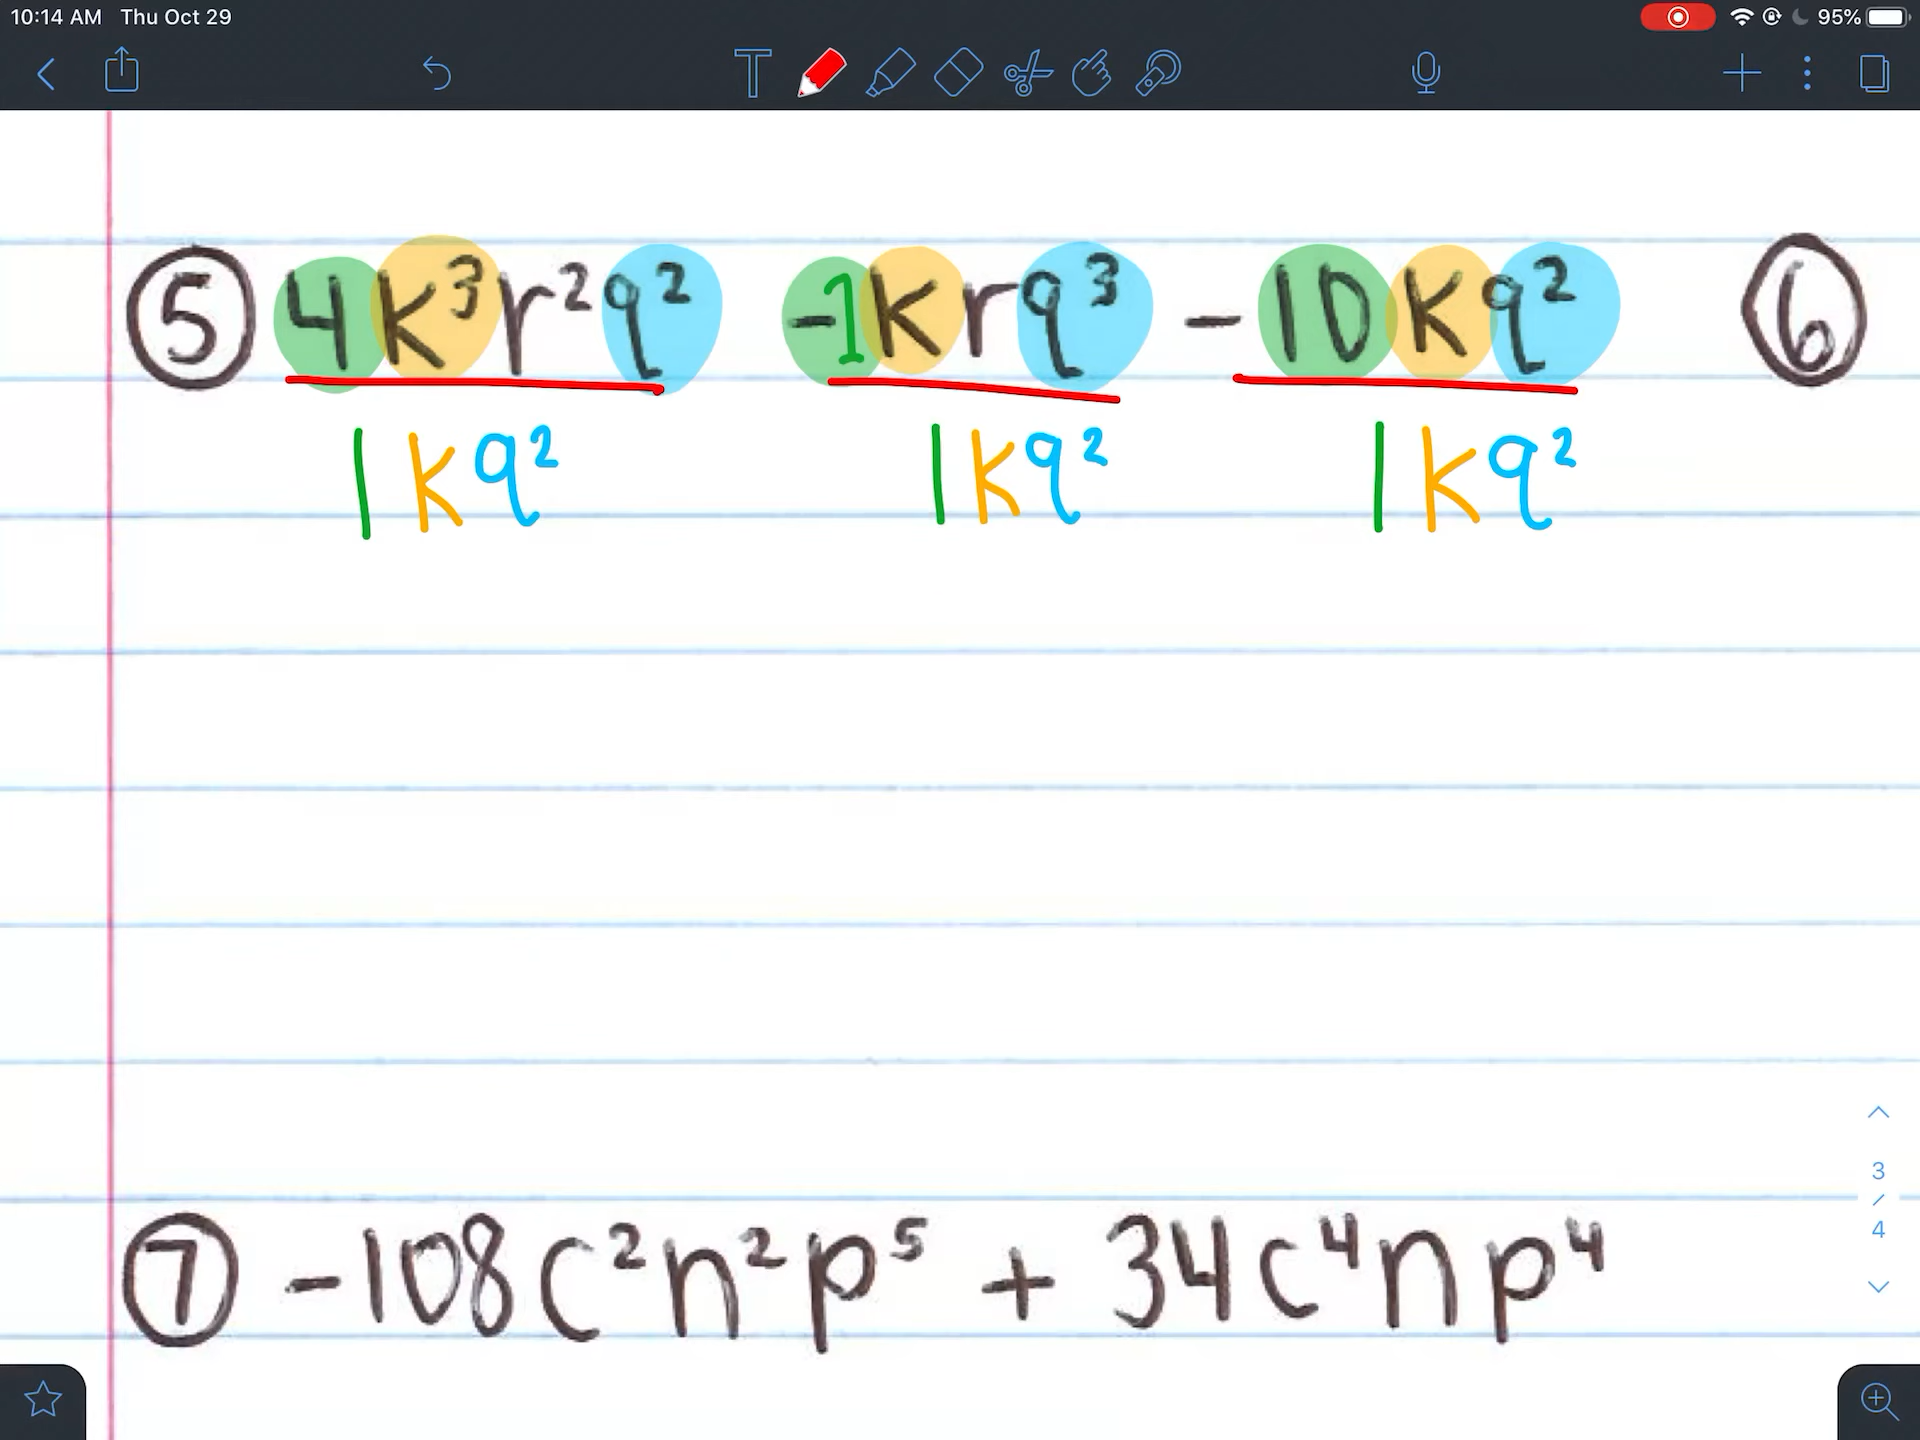 10:14 AM Thu Oct 29 95%
T
5 4k³r²q² -1krq³ - 10kq² 6
1kq² 1kq² 1kq²
3
/
4
7 -108c²n²p⁵ + 34c⁴np⁴